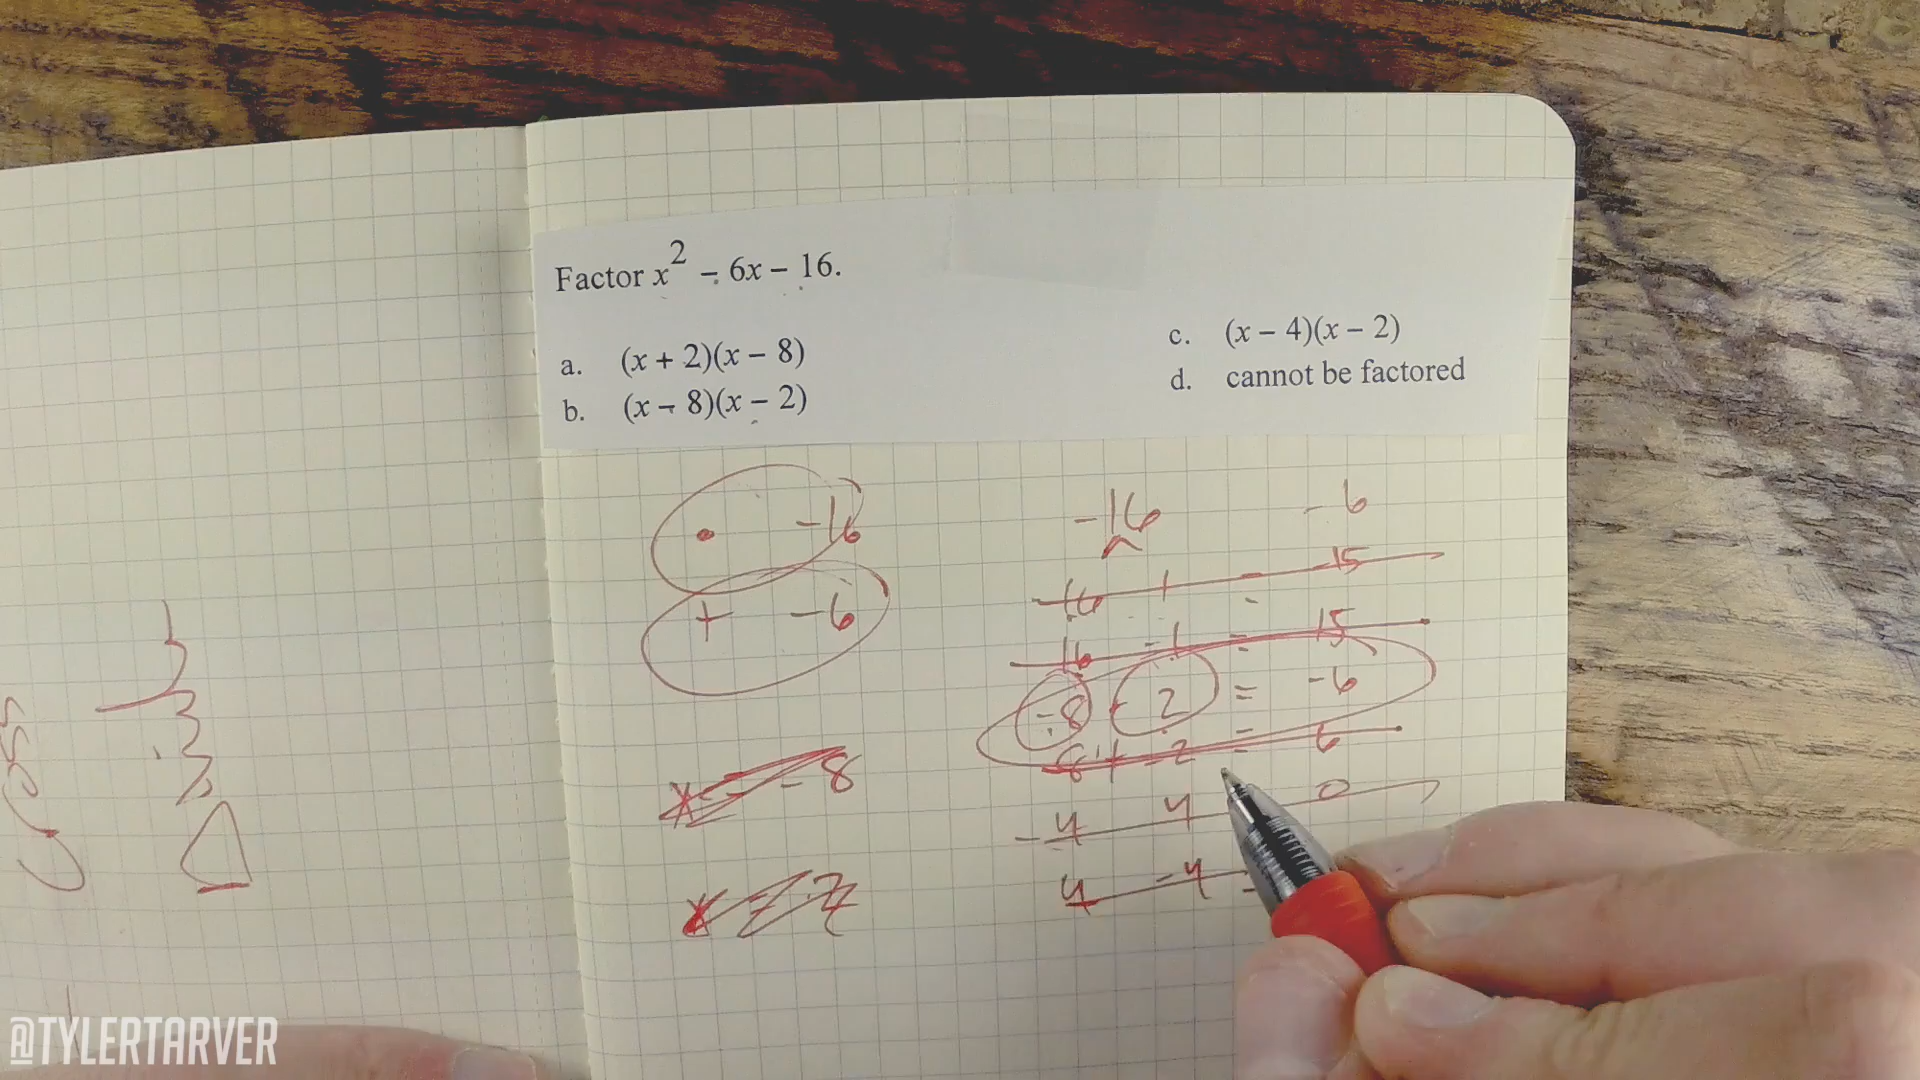 Factor x² – 6x – 16.
a. (x + 2)(x – 8)
b. (x – 8)(x – 2)
c. (x – 4)(x – 2)
d. cannot be factored
• -16
+ -6
-8
-16 -6
-16 1 = -15
16 -1 = 15
-8 2 = -6
8 + -2 = 6
-4 4 0
4 -4 =
@TYLERTARVER